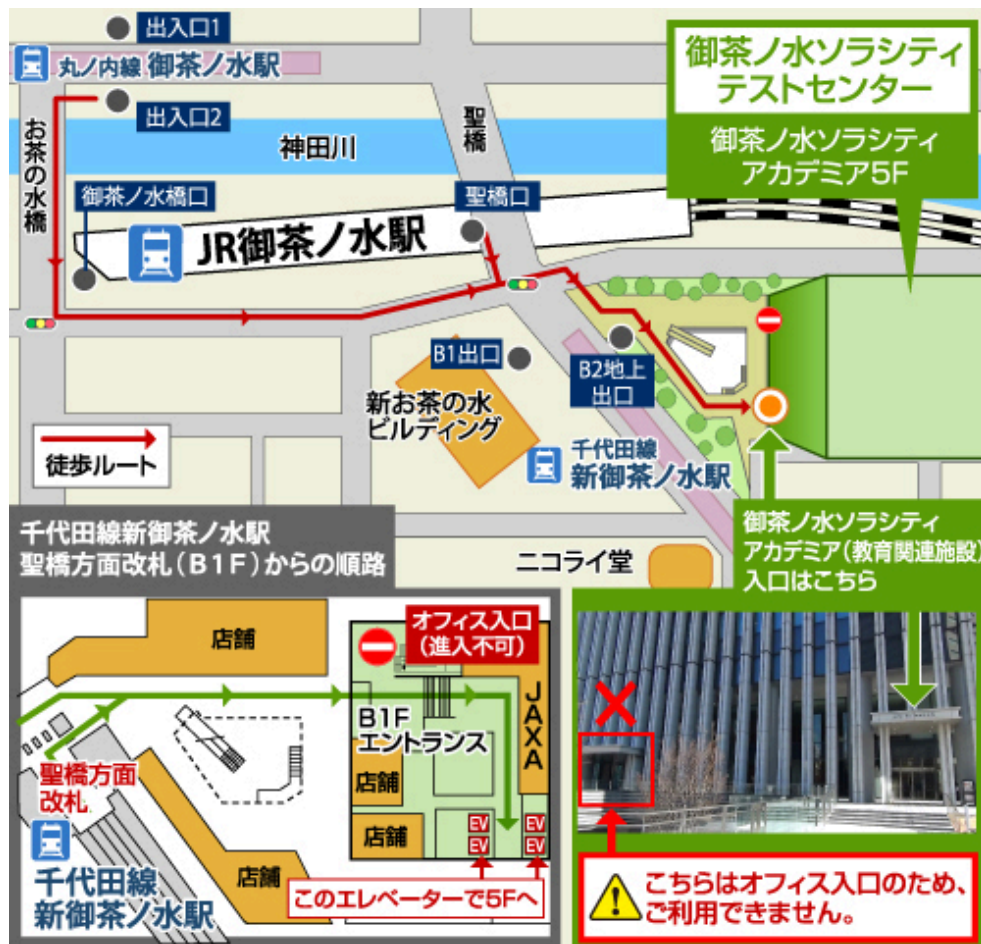 出入口1
丸ノ内線 御茶ノ水駅
出入口2
お茶の水橋
神田川
聖橋
御茶ノ水ソラシティ
テストセンター
御茶ノ水ソラシティ
アカデミア5F
御茶ノ水橋口
聖橋口
JR御茶ノ水駅
B1出口
B2地上
出口
新お茶の水
ビルディング
徒歩ルート
千代田線
新御茶ノ水駅
ニコライ堂
御茶ノ水ソラシティ
アカデミア(教育関連施設)
入口はこちら
千代田線新御茶ノ水駅
聖橋方面改札(B1F)からの順路
店舗
オフィス入口
(進入不可)
JAXA
B1F
エントランス
聖橋方面
改札
店舗
店舗
店舗
EV
EV
EV
EV
千代田線
新御茶ノ水駅
このエレベーターで5Fへ
こちらはオフィス入口のため、
ご利用できません。